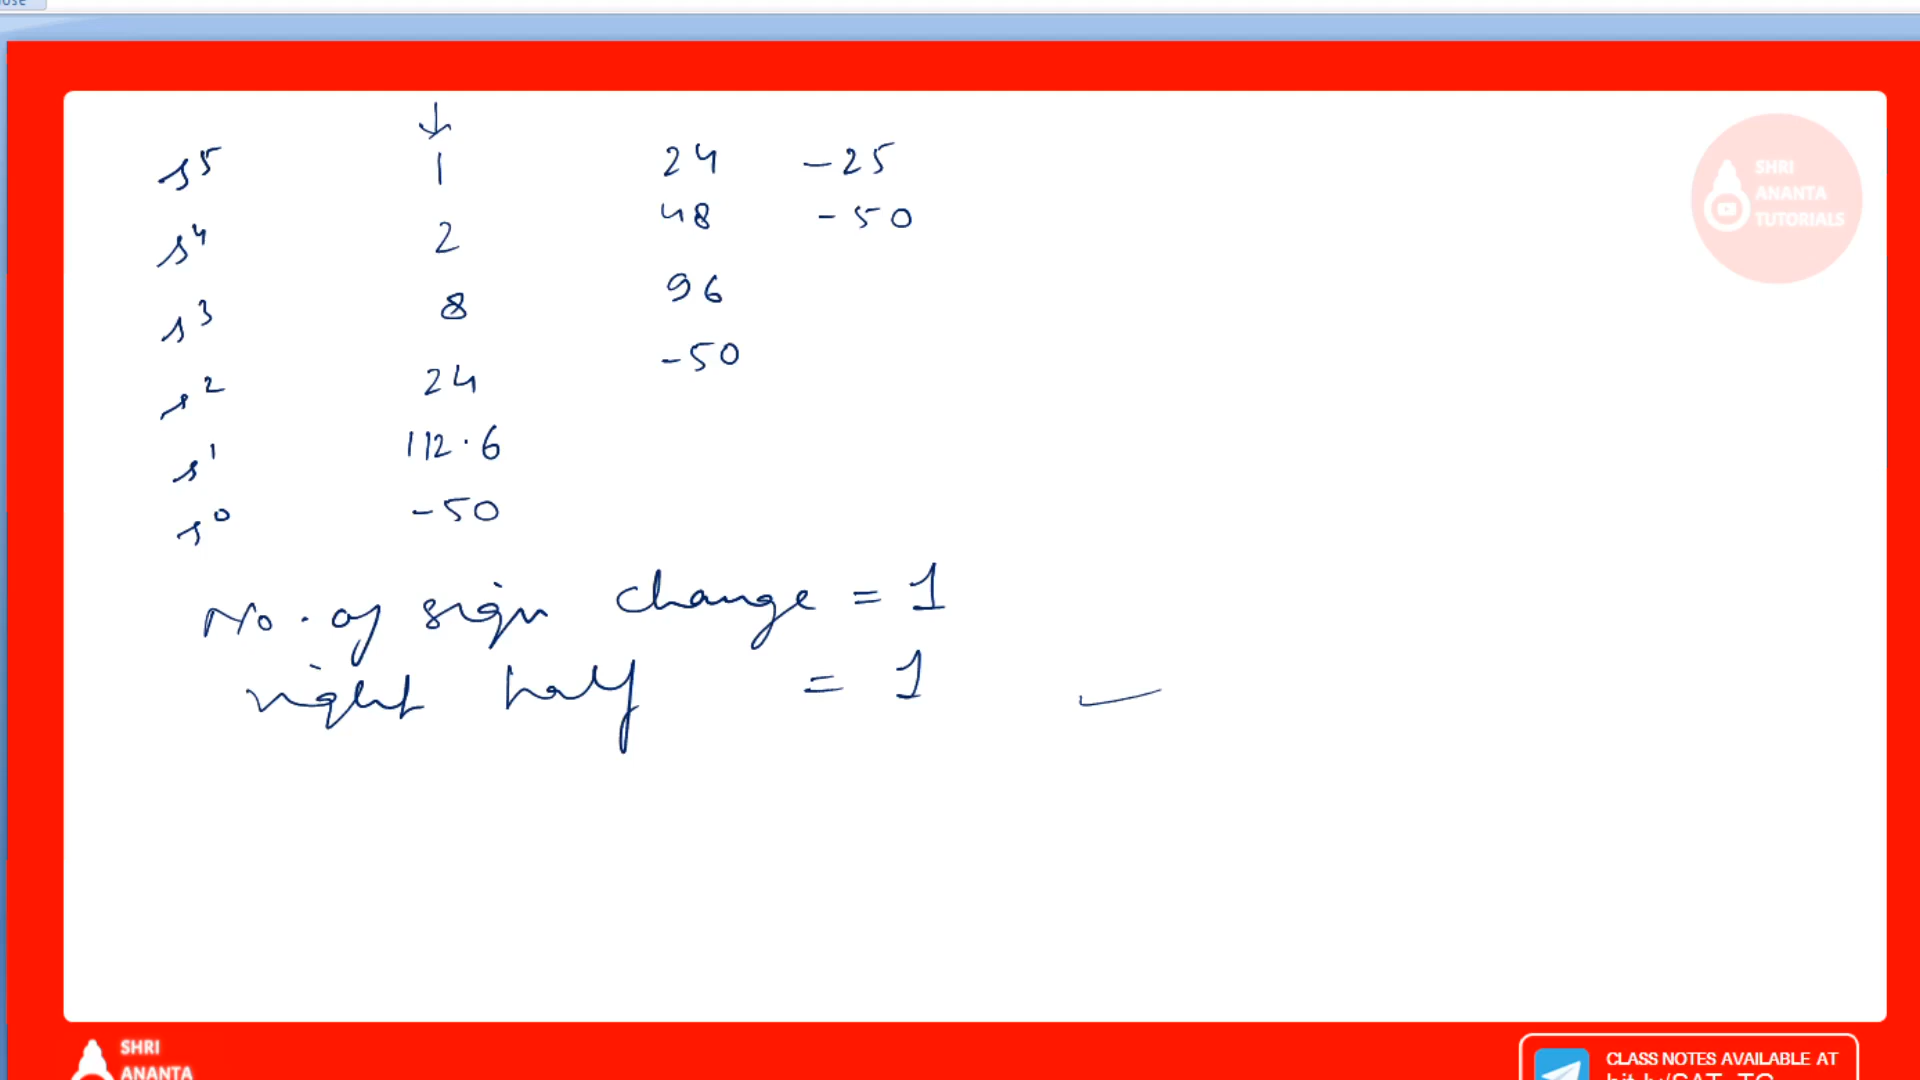 ose
↓
s⁵ 1 24 -25
s⁴ 2 48 -50
s³ 8 96
s² 24 -50
s¹ 112.6
s⁰ -50
No. of sign change = 1
right half = 1
SHRI
ANANTA
TUTORIALS
SHRI
ANANTA
CLASS NOTES AVAILABLE AT